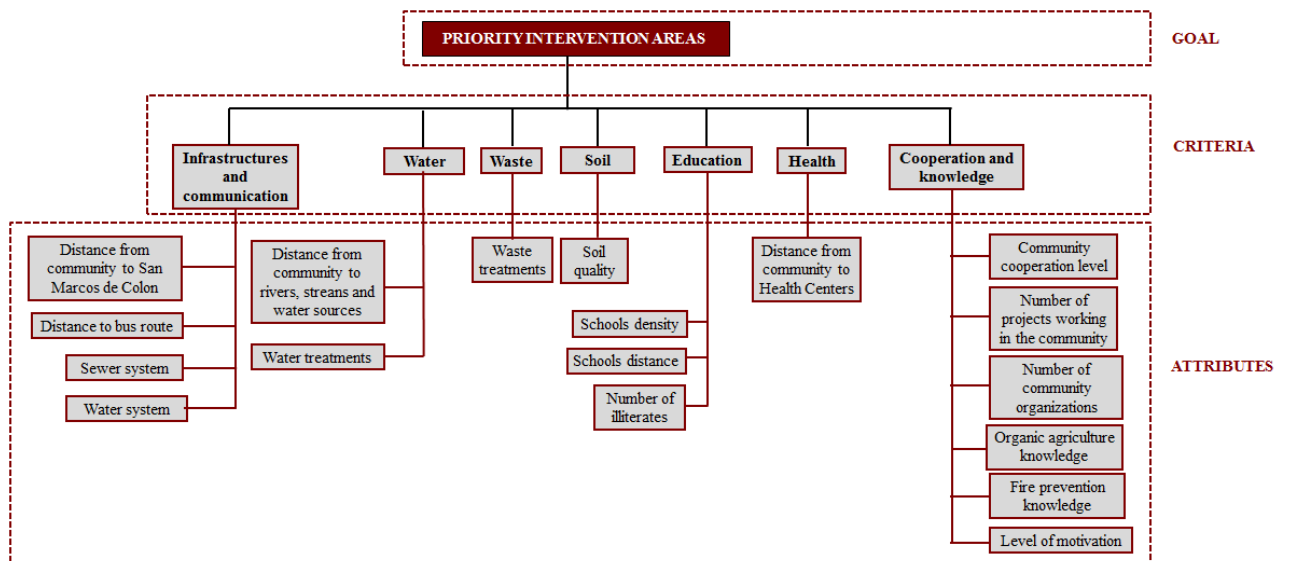 PRIORITY INTERVENTION AREAS
GOAL
Infrastructures
and
communication
Water
Waste
Soil
Education
Health
Cooperation and
knowledge
CRITERIA
Distance from
community to San
Marcos de Colon
Distance to bus route
Sewer system
Water system
Distance from
community to
rivers, streans and
water sources
Water treatments
Waste
treatments
Soil
quality
Schools density
Schools distance
Number of
illiterates
Distance from
community to
Health Centers
Community
cooperation level
Number of
projects working
in the community
Number of
community
organizations
Organic agriculture
knowledge
Fire prevention
knowledge
Level of motivation
ATTRIBUTES